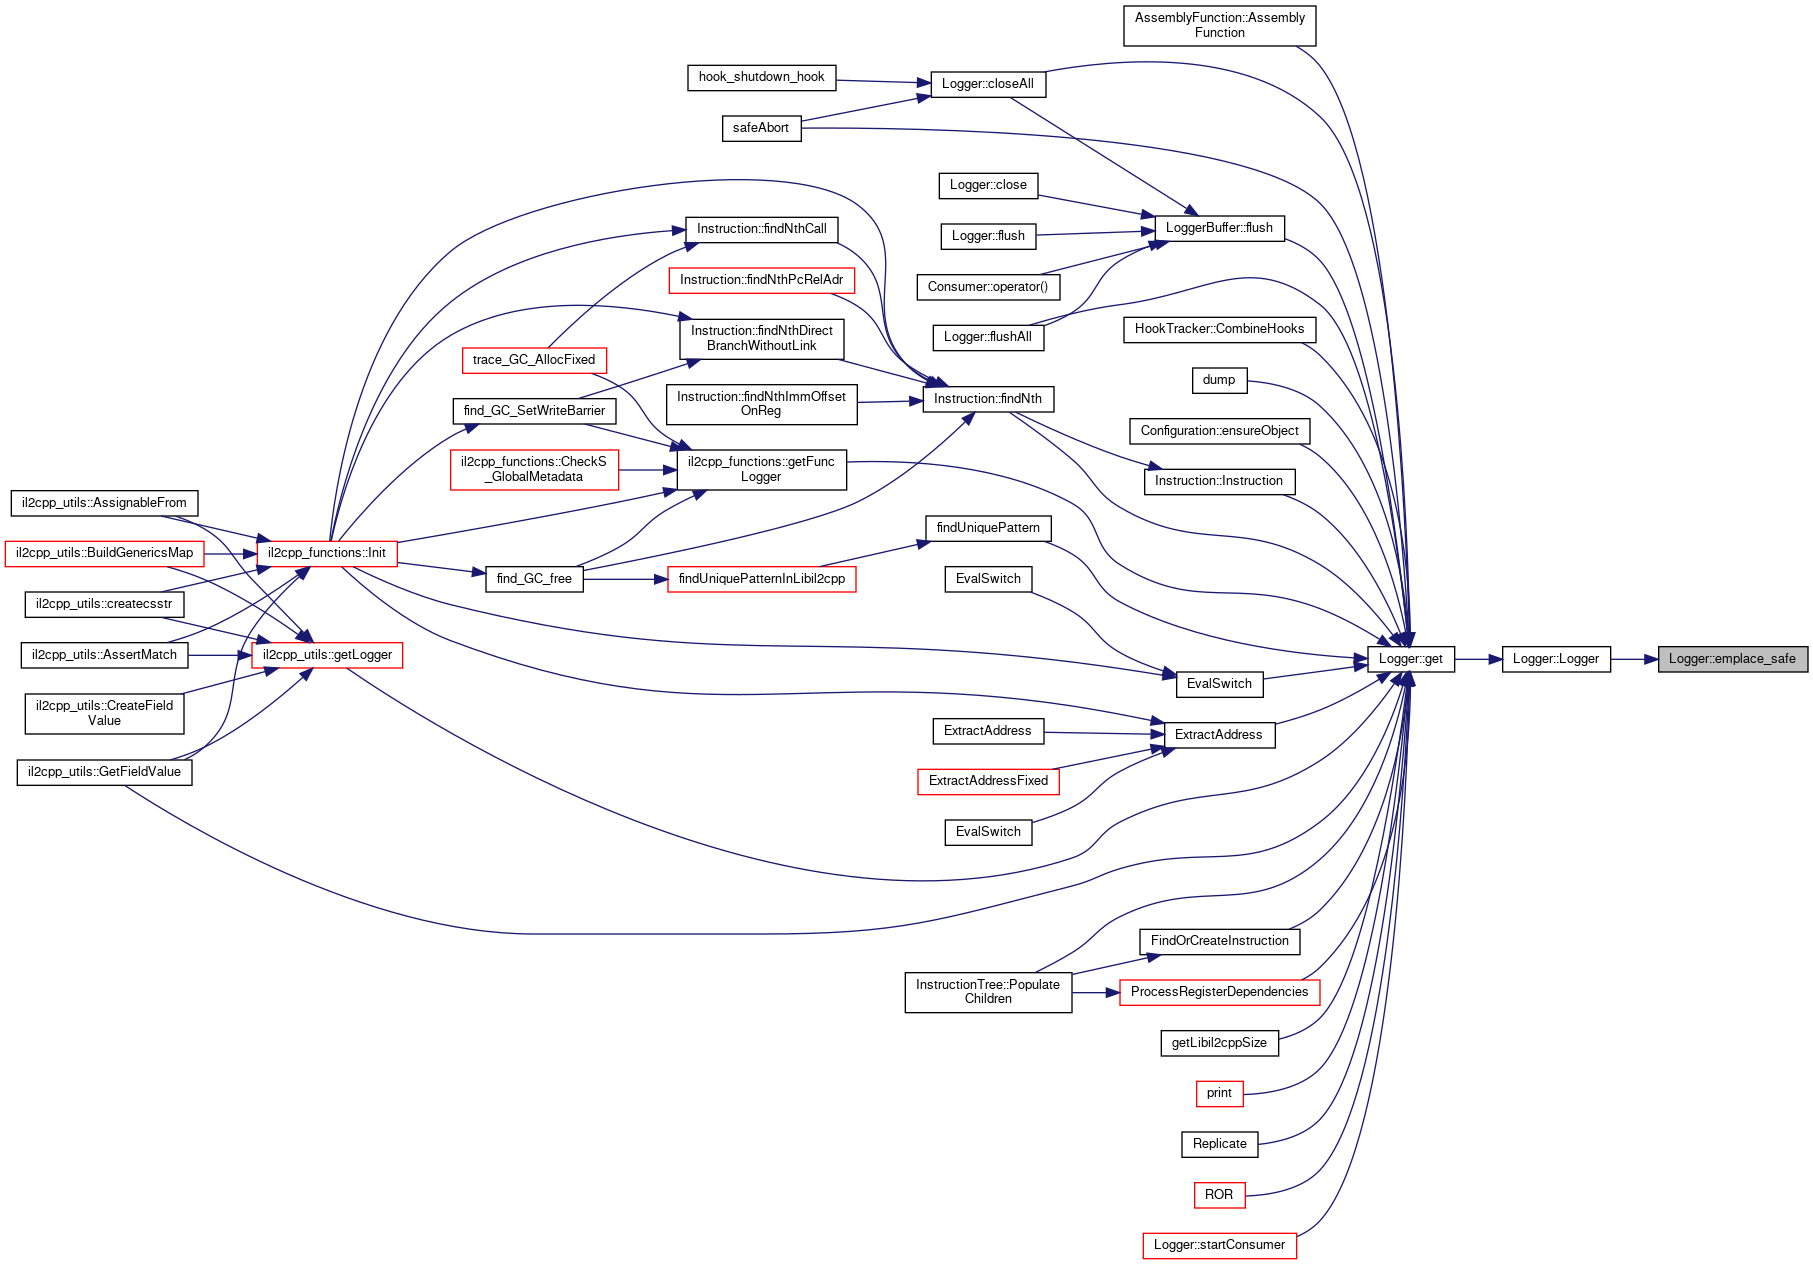 AssemblyFunction::Assembly
Function
hook_shutdown_hook
Logger::closeAll
safeAbort
Logger::close
Instruction::findNthCall
LoggerBuffer::flush
Logger::flush
Instruction::findNthPcRelAdr
Consumer::operator()
Instruction::findNthDirect
BranchWithoutLink
Logger::flushAll
HookTracker::CombineHooks
trace_GC_AllocFixed
dump
Instruction::findNthImmOffset
OnReg
Instruction::findNth
find_GC_SetWriteBarrier
Configuration::ensureObject
il2cpp_functions::CheckS
_GlobalMetadata
il2cpp_functions::getFunc
Logger
Instruction::Instruction
il2cpp_utils::AssignableFrom
findUniquePattern
il2cpp_utils::BuildGenericsMap
il2cpp_functions::Init
find_GC_free
findUniquePatternInLibil2cpp
EvalSwitch
il2cpp_utils::createcsstr
il2cpp_utils::AssertMatch
il2cpp_utils::getLogger
Logger::get
Logger::Logger
Logger::emplace_safe
EvalSwitch
il2cpp_utils::CreateField
Value
ExtractAddress
ExtractAddress
il2cpp_utils::GetFieldValue
ExtractAddressFixed
EvalSwitch
FindOrCreateInstruction
InstructionTree::Populate
Children
ProcessRegisterDependencies
getLibil2cppSize
print
Replicate
ROR
Logger::startConsumer